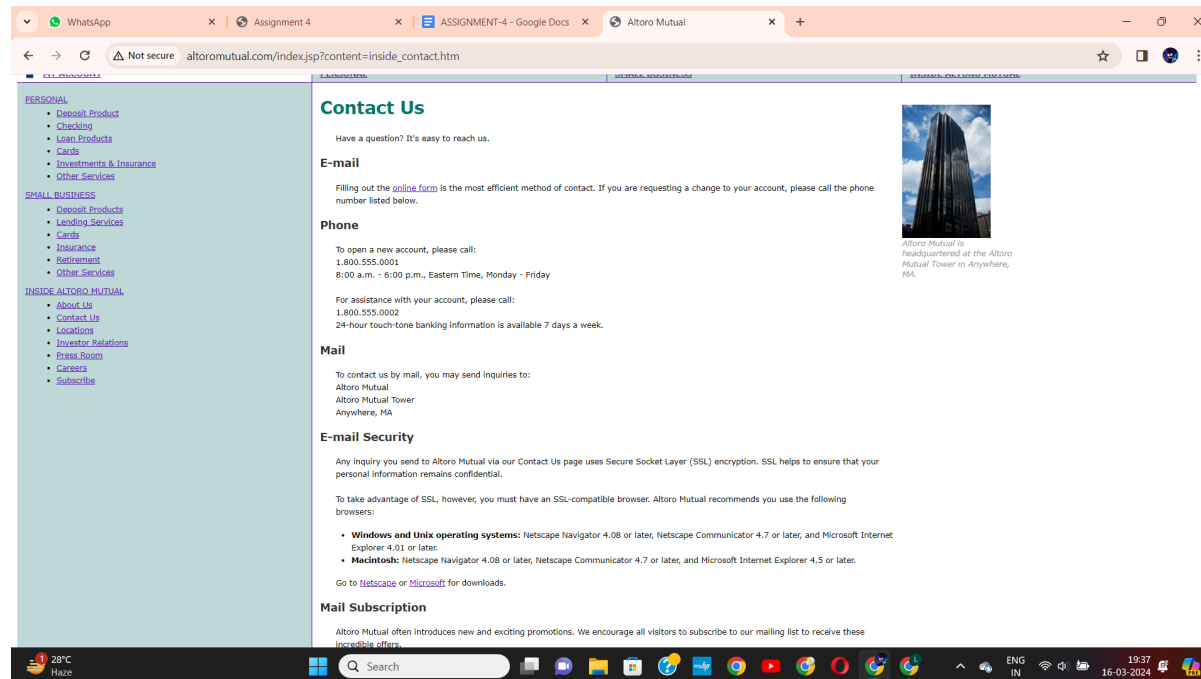 WhatsApp
Assignment 4
ASSIGNMENT-4 - Google Docs
Altoro Mutual
Not secure
altoromutual.com/index.jsp?content=inside_contact.htm
MY ACCOUNT
PERSONAL
SMALL BUSINESS
INSIDE ALTORO MUTUAL
PERSONAL
Deposit Product
Checking
Loan Products
Cards
Investments & Insurance
Other Services
SMALL BUSINESS
Deposit Products
Lending Services
Cards
Insurance
Retirement
Other Services
INSIDE ALTORO MUTUAL
About Us
Contact Us
Locations
Investor Relations
Press Room
Careers
Subscribe
Contact Us
Have a question? It's easy to reach us.
E-mail
Filling out the online form is the most efficient method of contact. If you are requesting a change to your account, please call the phone
number listed below.
Phone
To open a new account, please call:
1.800.555.0001
8:00 a.m. - 6:00 p.m., Eastern Time, Monday - Friday
For assistance with your account, please call:
1.800.555.0002
24-hour touch-tone banking information is available 7 days a week.
Mail
To contact us by mail, you may send inquiries to:
Altoro Mutual
Altoro Mutual Tower
Anywhere, MA
E-mail Security
Any inquiry you send to Altoro Mutual via our Contact Us page uses Secure Socket Layer (SSL) encryption. SSL helps to ensure that your
personal information remains confidential.
To take advantage of SSL, however, you must have an SSL-compatible browser. Altoro Mutual recommends you use the following
browsers:
Windows and Unix operating systems: Netscape Navigator 4.08 or later, Netscape Communicator 4.7 or later, and Microsoft Internet
Explorer 4.01 or later.
Macintosh: Netscape Navigator 4.08 or later, Netscape Communicator 4.7 or later, and Microsoft Internet Explorer 4.5 or later.
Go to Netscape or Microsoft for downloads.
Mail Subscription
Altoro Mutual often introduces new and exciting promotions. We encourage all visitors to subscribe to our mailing list to receive these
incredible offers.
Altoro Mutual is
headquartered at the Altoro
Mutual Tower in Anywhere,
MA.
1
28°C
Haze
Search
myhp
ENG
IN
19:37
16-03-2024
PRE